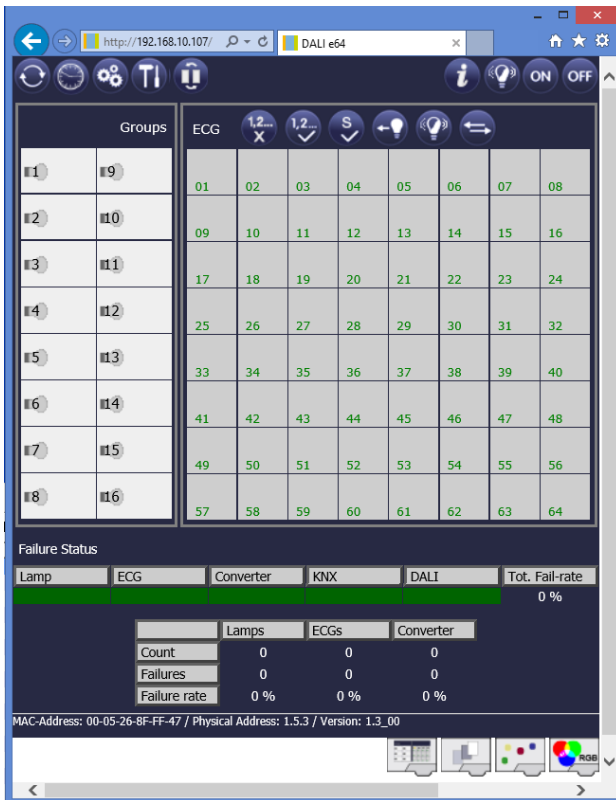 http://192.168.10.107/ DALI e64
i ON OFF
Groups
1 9
2 10
3 11
4 12
5 13
6 14
7 15
8 16
ECG 1,2... X 1,2... S
01 02 03 04 05 06 07 08
09 10 11 12 13 14 15 16
17 18 19 20 21 22 23 24
25 26 27 28 29 30 31 32
33 34 35 36 37 38 39 40
41 42 43 44 45 46 47 48
49 50 51 52 53 54 55 56
57 58 59 60 61 62 63 64
Failure Status
Lamp ECG Converter KNX DALI Tot. Fail-rate
0 %
Lamps ECGs Converter
Count 0 0 0
Failures 0 0 0
Failure rate 0 % 0 % 0 %
MAC-Address: 00-05-26-8F-FF-47 / Physical Address: 1.5.3 / Version: 1.3_00
RGB